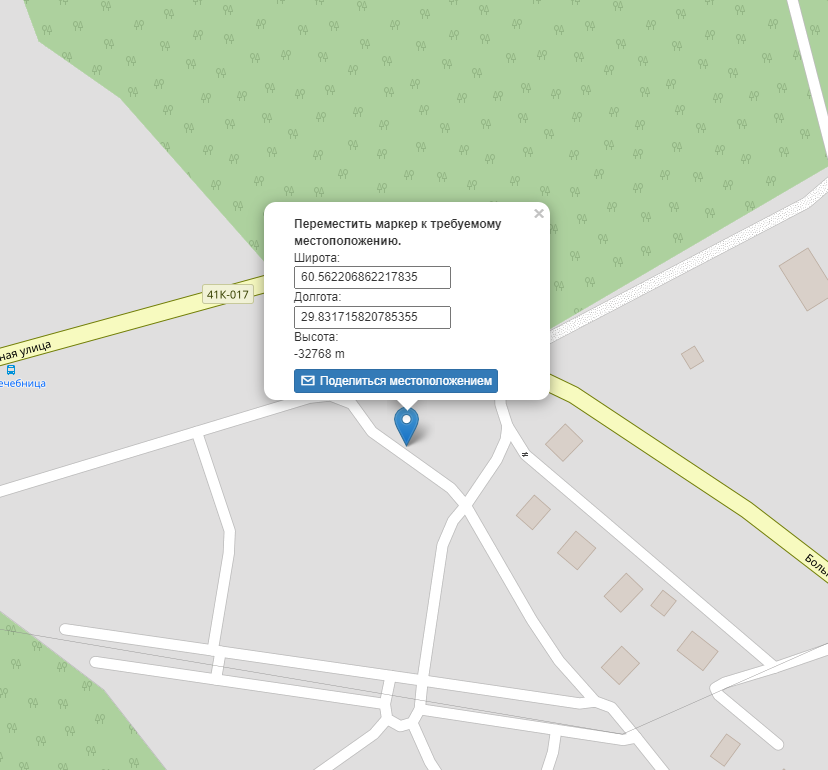 Переместить маркер к требуемому
местоположению.
Широта:
60.562206862217835
41К-017
Долгота:
29.831715820785355
Высота:
-32768 m
ная улица
ечебница
Поделиться местоположением
Боль